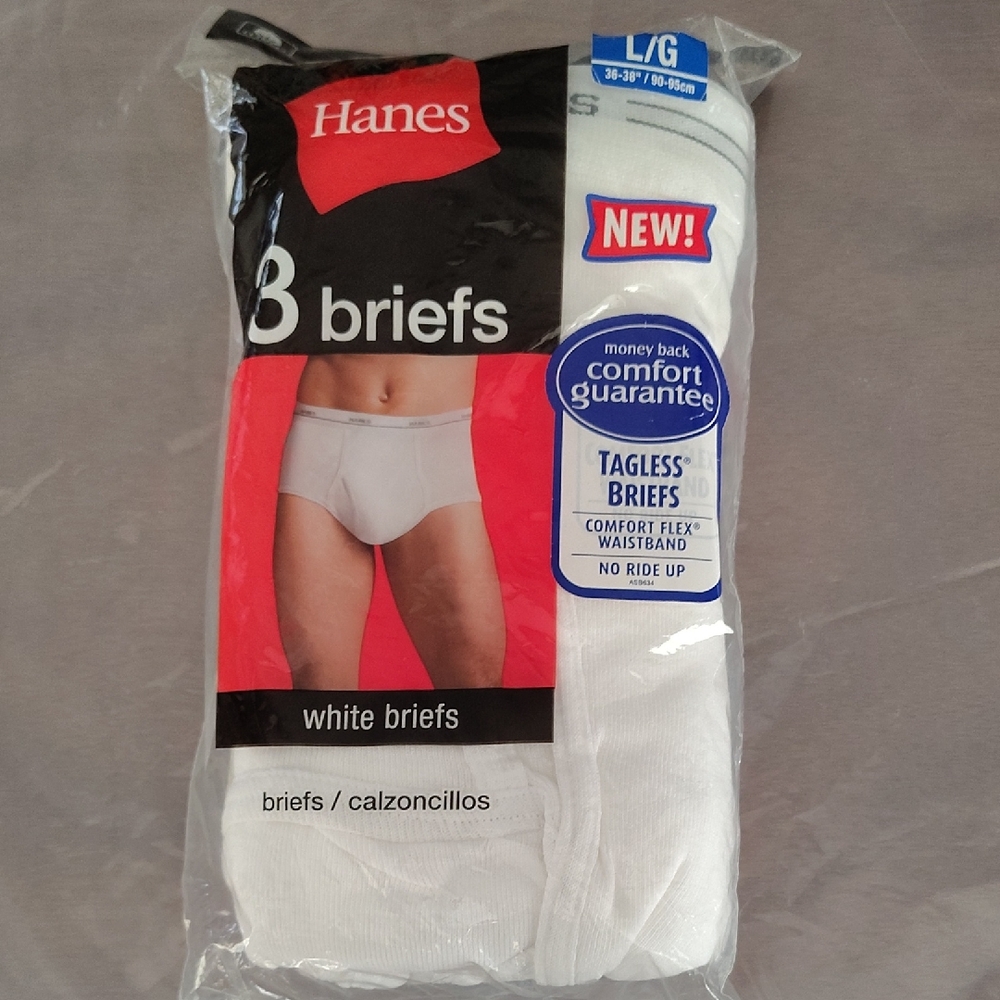 L/G
36-38" / 90-95cm
Hanes
S
NEW!
3 briefs
money back
comfort
guarantee
TAGLESS®
BRIEFS
COMFORT FLEX®
WAISTBAND
NO RIDE UP
white briefs
briefs / calzoncillos